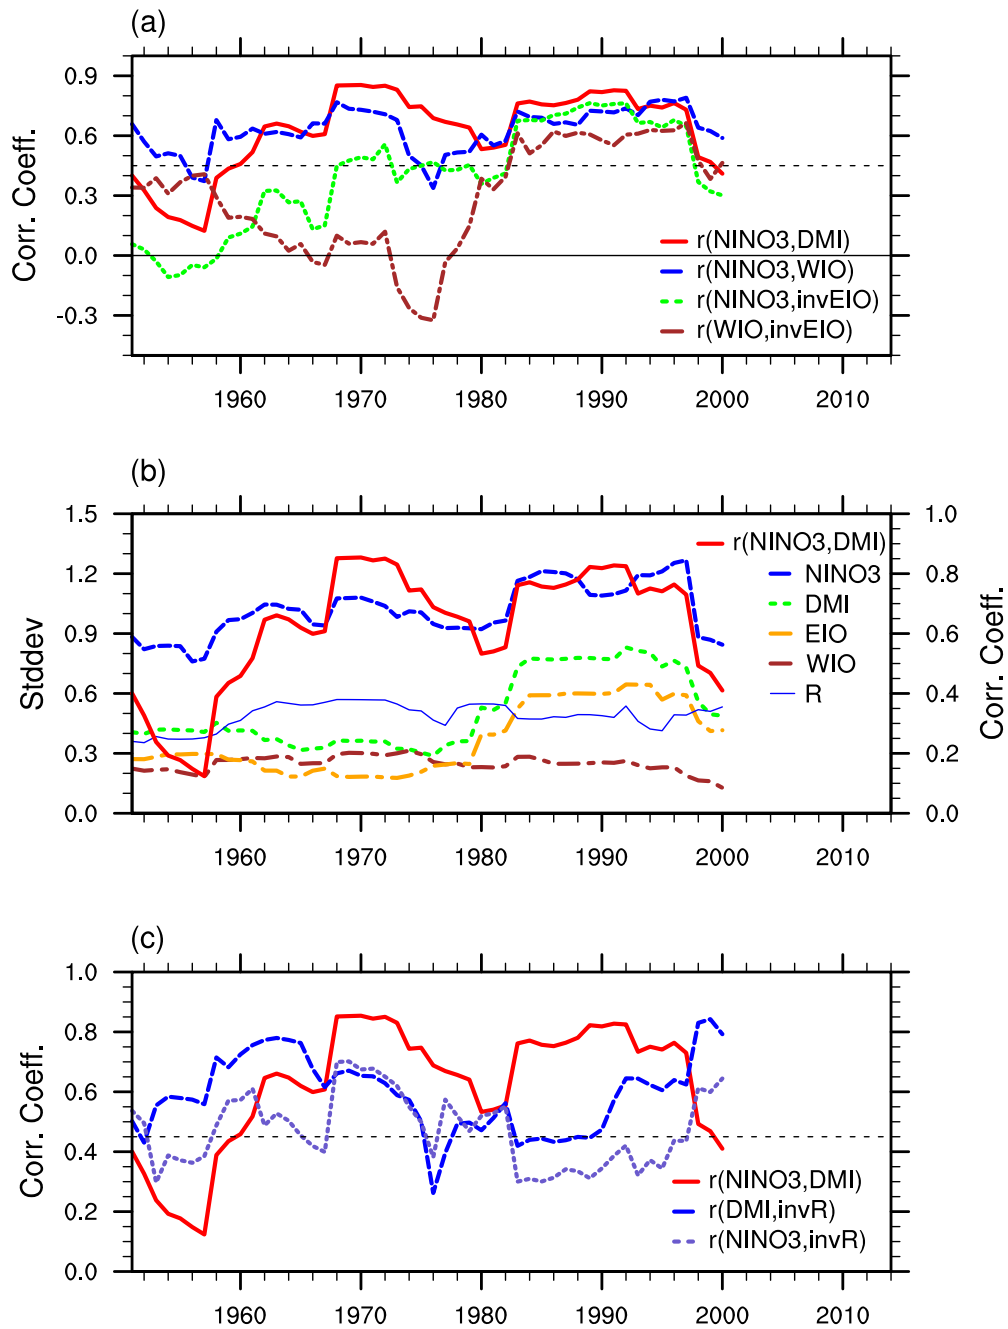 (a)
0.9
0.6
0.3
0.0
-0.3
Corr. Coeff.
r(NINO3,DMI)
r(NINO3,WIO)
r(NINO3,invEIO)
r(WIO,invEIO)
1960 1970 1980 1990 2000 2010
(b)
1.5
1.2
0.9
0.6
0.3
0.0
Stddev
1.0
0.8
0.6
0.4
0.2
0.0
Corr. Coeff.
r(NINO3,DMI)
NINO3
DMI
EIO
WIO
R
1960 1970 1980 1990 2000 2010
(c)
1.0
0.8
0.6
0.4
0.2
0.0
Corr. Coeff.
r(NINO3,DMI)
r(DMI,invR)
r(NINO3,invR)
1960 1970 1980 1990 2000 2010